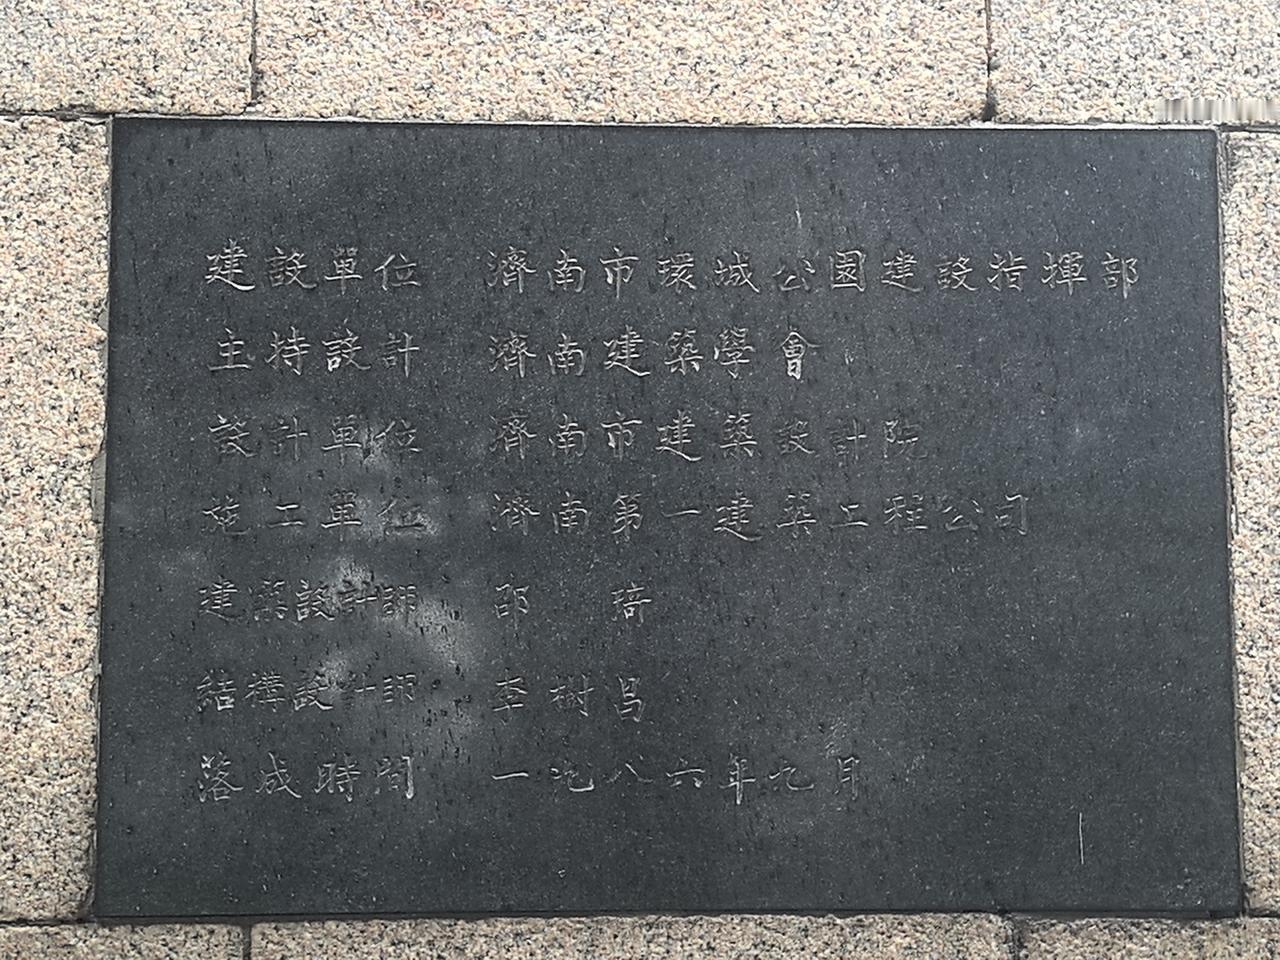 建設單位 濟南市環城公園建設指揮部
主持設計 濟南建築學會
設計單位 濟南市建築設計院
施工單位 濟南第一建築工程公司
建築設計師 邵琦
結構設計師 李樹昌
落成時間 一九八六年九月